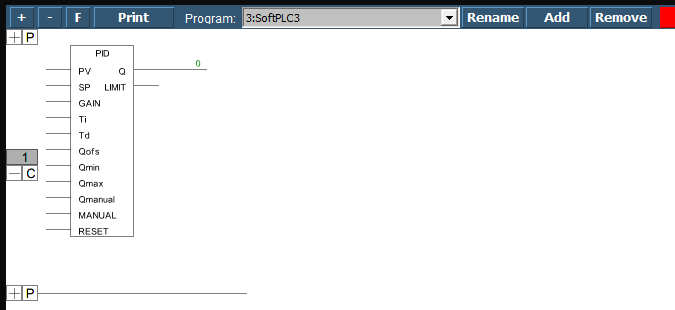 + - F Print Program: 3:SoftPLC3 Rename Add Remove
+ P
PID
PV Q 0
SP LIMIT
GAIN
Ti
Td
Qofs
1
Qmin
− C
Qmax
Qmanual
MANUAL
RESET
+ P